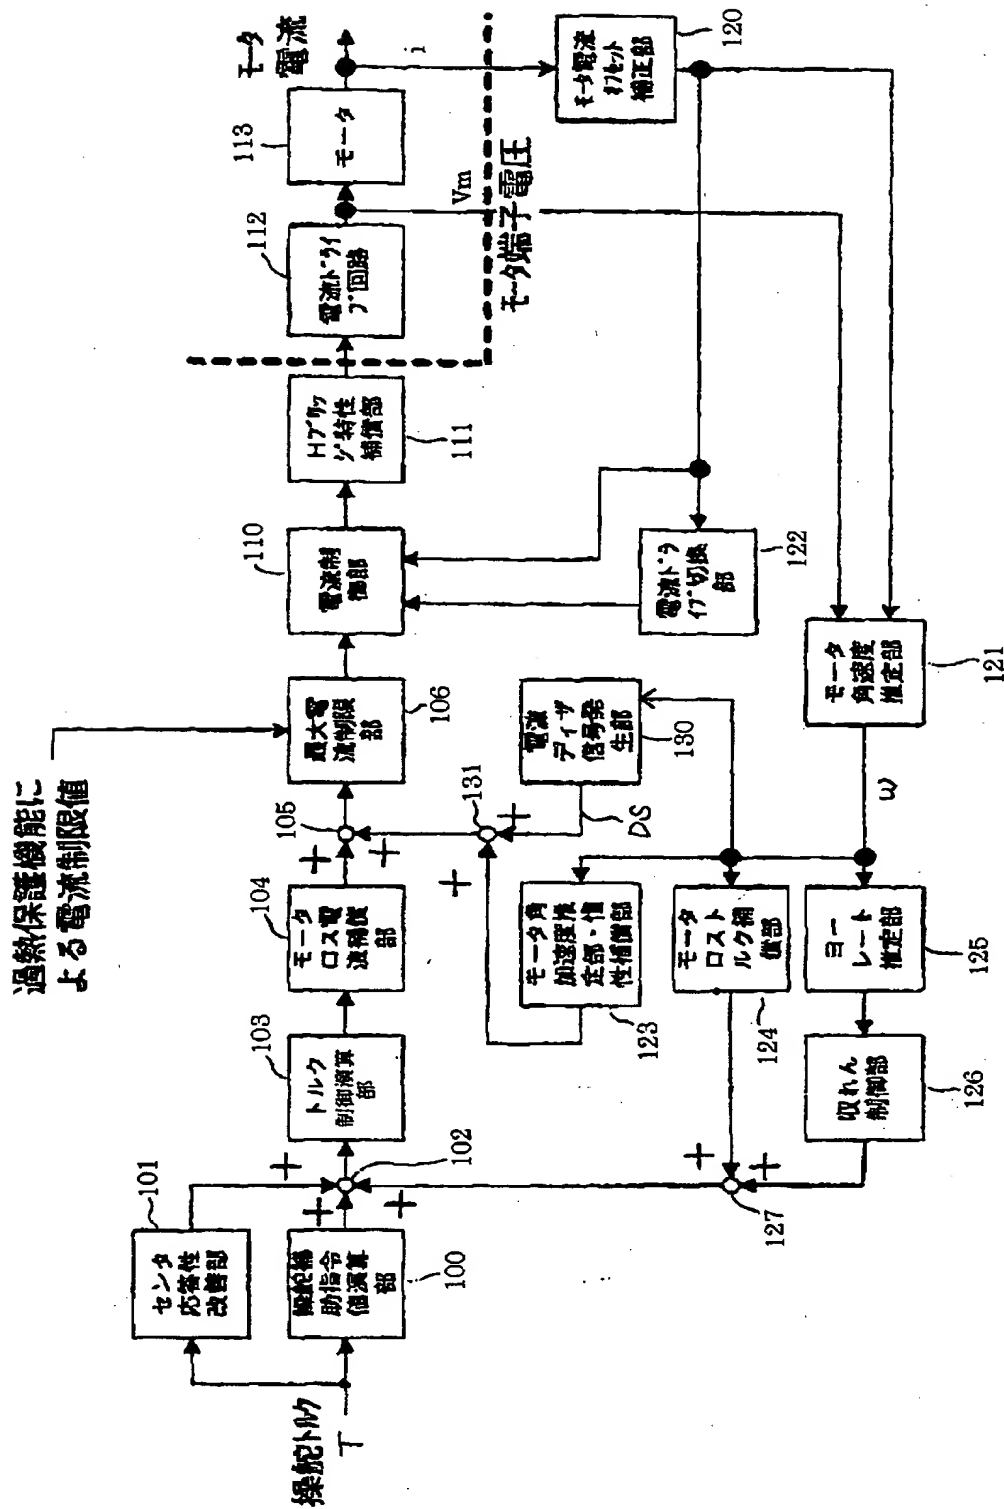 操舵トルク
T
センタ
応答性
改善部
101
操舵補
助指令
値演算
部
100
102
トルク
制御演算
部
103
モータ
ロス電
流補償
部
104
105
過熱保護機能に
よる電流制限値
最大電
流制限
部
106
電流制
御部
110
Hブリッ
ジ特性
補償部
111
電流ドライ
ブ回路
112
モータ
113
モータ
電流
i
Vm
モータ端子電圧
モータ電流
オフセット
補正部
120
モータ
角速度
推定部
121
ω
電流ドラ
イブ切換
部
122
電流
ディザ
信号発
生部
130
DS
131
モータ角
加速度推
定部・慣
性補償部
123
モータ
ロスト
ルク補
償部
124
ヨー
レート
推定部
125
収れん
制御部
126
127
+
+
+
+
+
+
+
+
+